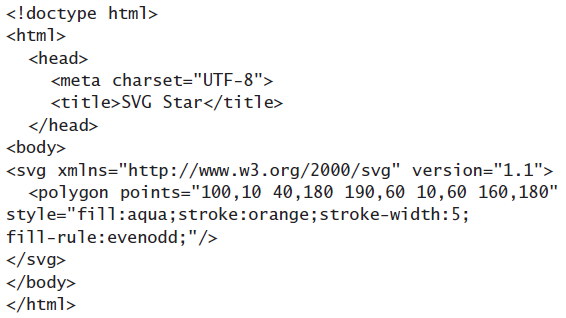 <!doctype html>
<html>
<head>
<meta charset="UTF-8">
<title>SVG Star</title>
</head>
<body>
<svg xmlns="http://www.w3.org/2000/svg" version="1.1">
<polygon points="100,10 40,180 190,60 10,60 160,180"
style="fill:aqua;stroke:orange;stroke-width:5;
fill-rule:evenodd;"/>
</svg>
</body>
</html>